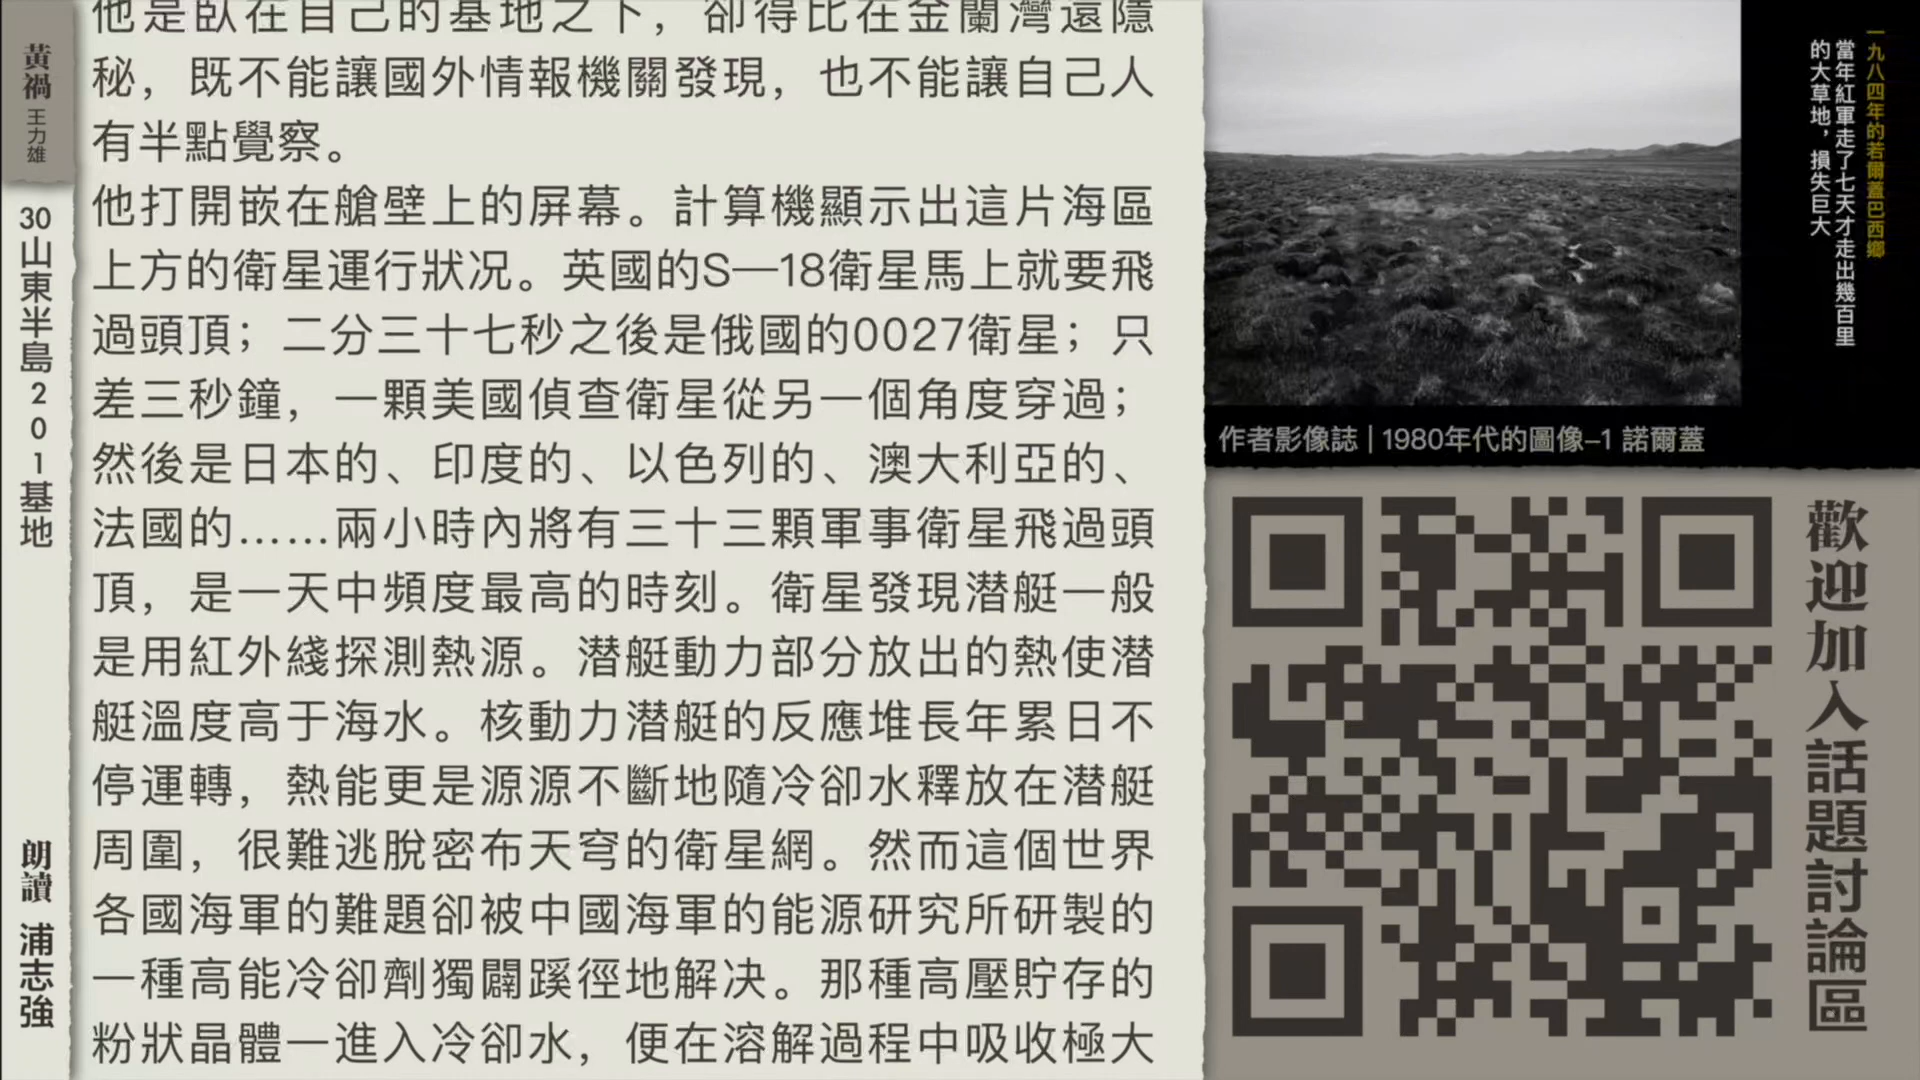 黃禍 王力雄
30山東半島201基地
朗讀 浦志強
他是臥在自己的基地之下，卻得比在金蘭灣還隱
秘，既不能讓國外情報機關發現，也不能讓自己人
有半點覺察。
他打開嵌在艙壁上的屏幕。計算機顯示出這片海區
上方的衛星運行狀況。英國的S—18衛星馬上就要飛
過頭頂；二分三十七秒之後是俄國的0027衛星；只
差三秒鐘，一顆美國偵查衛星從另一個角度穿過；
然後是日本的、印度的、以色列的、澳大利亞的、
法國的……兩小時內將有三十三顆軍事衛星飛過頭
頂，是一天中頻度最高的時刻。衛星發現潛艇一般
是用紅外綫探測熱源。潛艇動力部分放出的熱使潛
艇溫度高于海水。核動力潛艇的反應堆長年累日不
停運轉，熱能更是源源不斷地隨冷卻水釋放在潛艇
周圍，很難逃脫密布天穹的衛星網。然而這個世界
各國海軍的難題卻被中國海軍的能源研究所研製的
一種高能冷卻劑獨闢蹊徑地解決。那種高壓貯存的
粉狀晶體一進入冷卻水，便在溶解過程中吸收極大
一九八四年的若爾蓋巴西鄉
當年紅軍走了七天才走出幾百里
的大草地，損失巨大
作者影像誌 | 1980年代的圖像–1 諾爾蓋
歡迎加入話題討論區